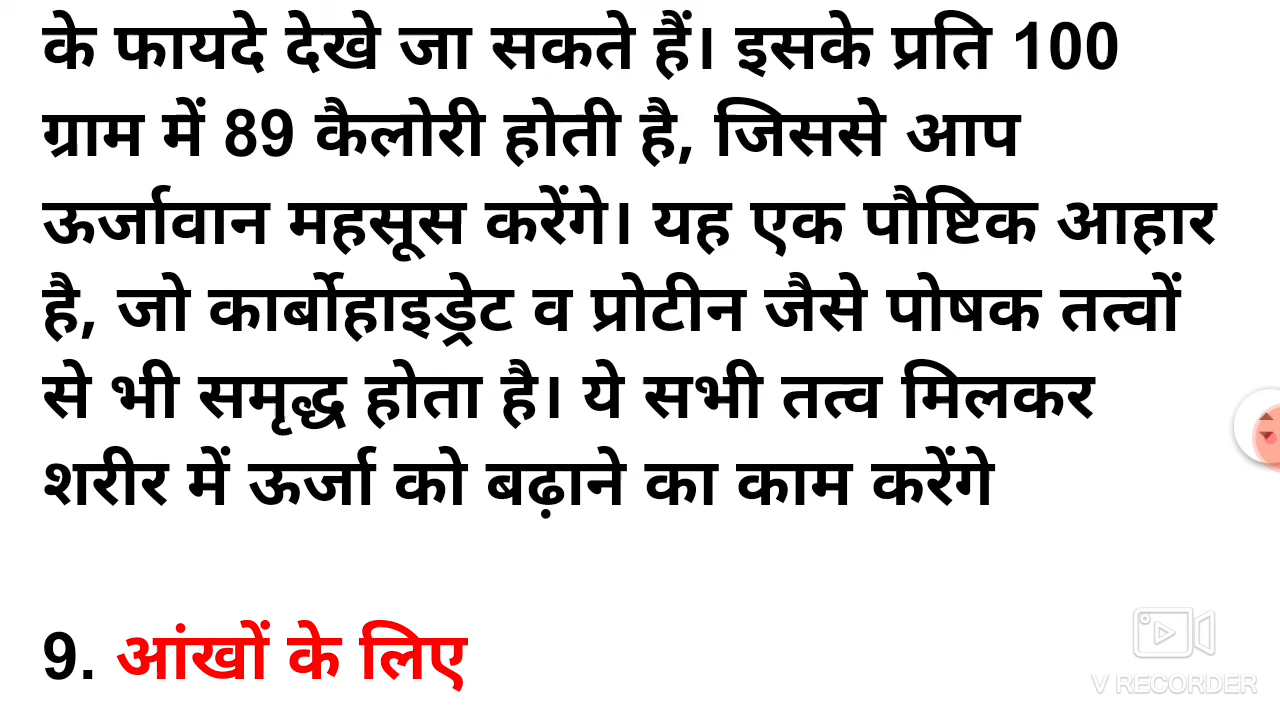 के फायदे देखे जा सकते हैं। इसके प्रति 100
ग्राम में 89 कैलोरी होती है, जिससे आप
ऊर्जावान महसूस करेंगे। यह एक पौष्टिक आहार
है, जो कार्बोहाइड्रेट व प्रोटीन जैसे पोषक तत्वों
से भी समृद्ध होता है। ये सभी तत्व मिलकर
शरीर में ऊर्जा को बढ़ाने का काम करेंगे
9. आंखों के लिए
V RECORDER